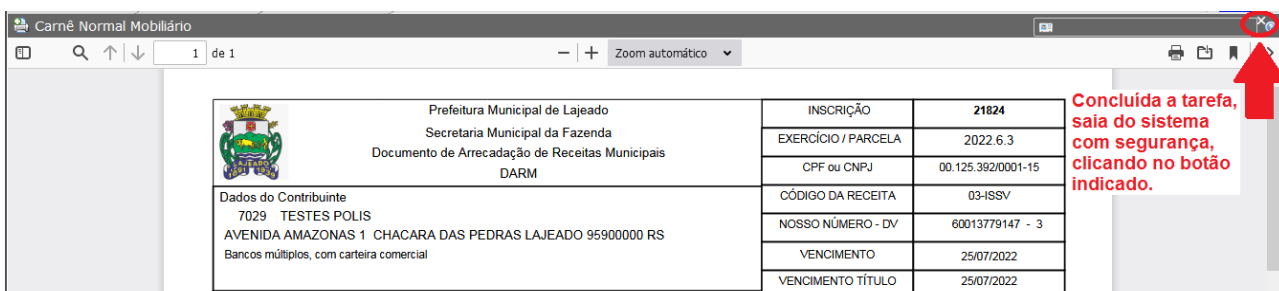 Carnê Normal Mobiliário
1 de 1
Zoom automático
Prefeitura Municipal de Lajeado
Secretaria Municipal da Fazenda
Documento de Arrecadação de Receitas Municipais
DARM
LAJEADO
1891 1939
INSCRIÇÃO 21824
EXERCÍCIO / PARCELA 2022.6.3
CPF ou CNPJ 00.125.392/0001-15
CÓDIGO DA RECEITA 03-ISSV
NOSSO NÚMERO - DV 60013779147 - 3
VENCIMENTO 25/07/2022
VENCIMENTO TÍTULO 25/07/2022
Dados do Contribuinte
7029 TESTES POLIS
AVENIDA AMAZONAS 1 CHACARA DAS PEDRAS LAJEADO 95900000 RS
Bancos múltiplos, com carteira comercial
Concluída a tarefa,
saia do sistema
com segurança,
clicando no botão
indicado.